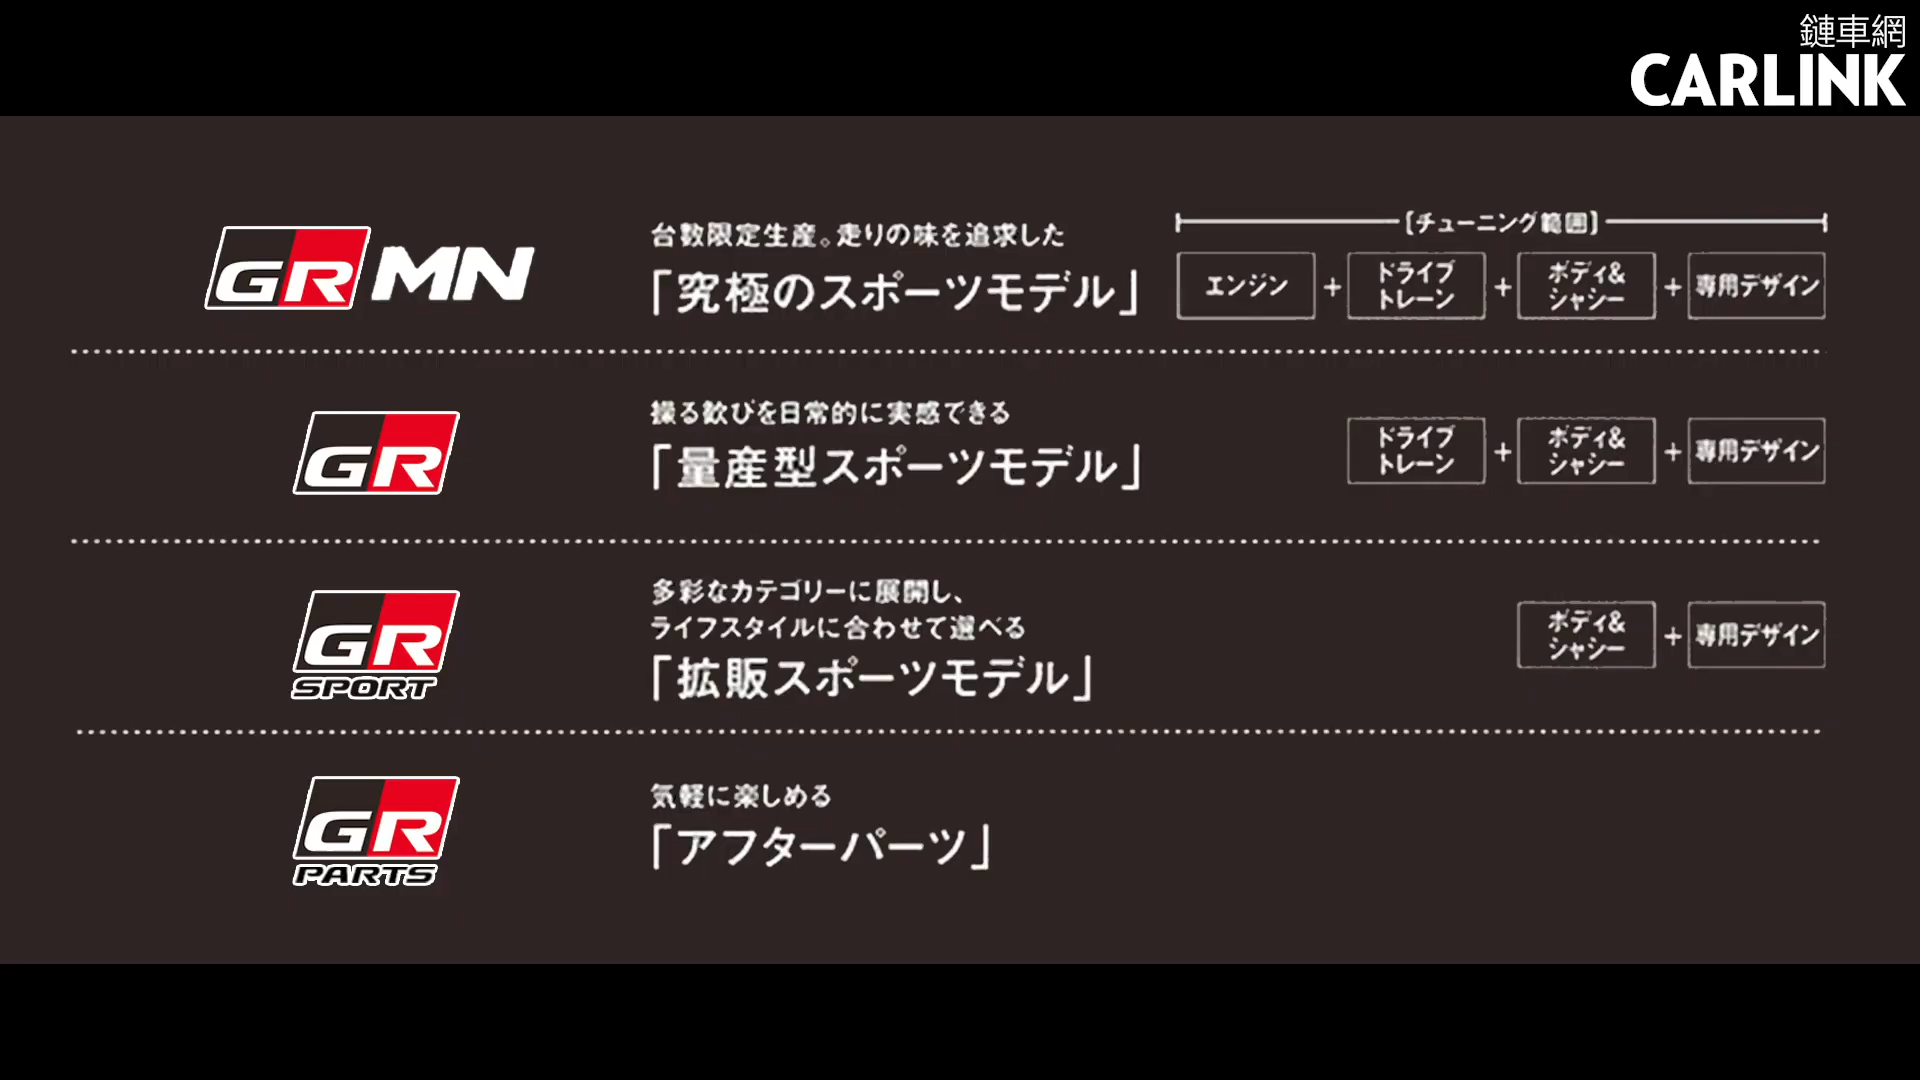 鏈車網
CARLINK
GR MN
台数限定生産。走りの味を追求した
「究極のスポーツモデル」
[チューニング範囲]
エンジン + ドライブ + ボディ& + 専用デザイン
トレーン シャシー
GR
操る歓びを日常的に実感できる
「量産型スポーツモデル」
ドライブ + ボディ& + 専用デザイン
トレーン シャシー
GR
SPORT
多彩なカテゴリーに展開し、
ライフスタイルに合わせて選べる
「拡販スポーツモデル」
ボディ& + 専用デザイン
シャシー
GR
PARTS
気軽に楽しめる
「アフターパーツ」